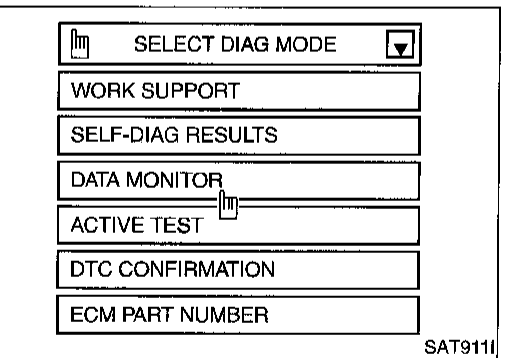 SELECT DIAG MODE
WORK SUPPORT
SELF-DIAG RESULTS
DATA MONITOR
ACTIVE TEST
DTC CONFIRMATION
ECM PART NUMBER
SAT911I